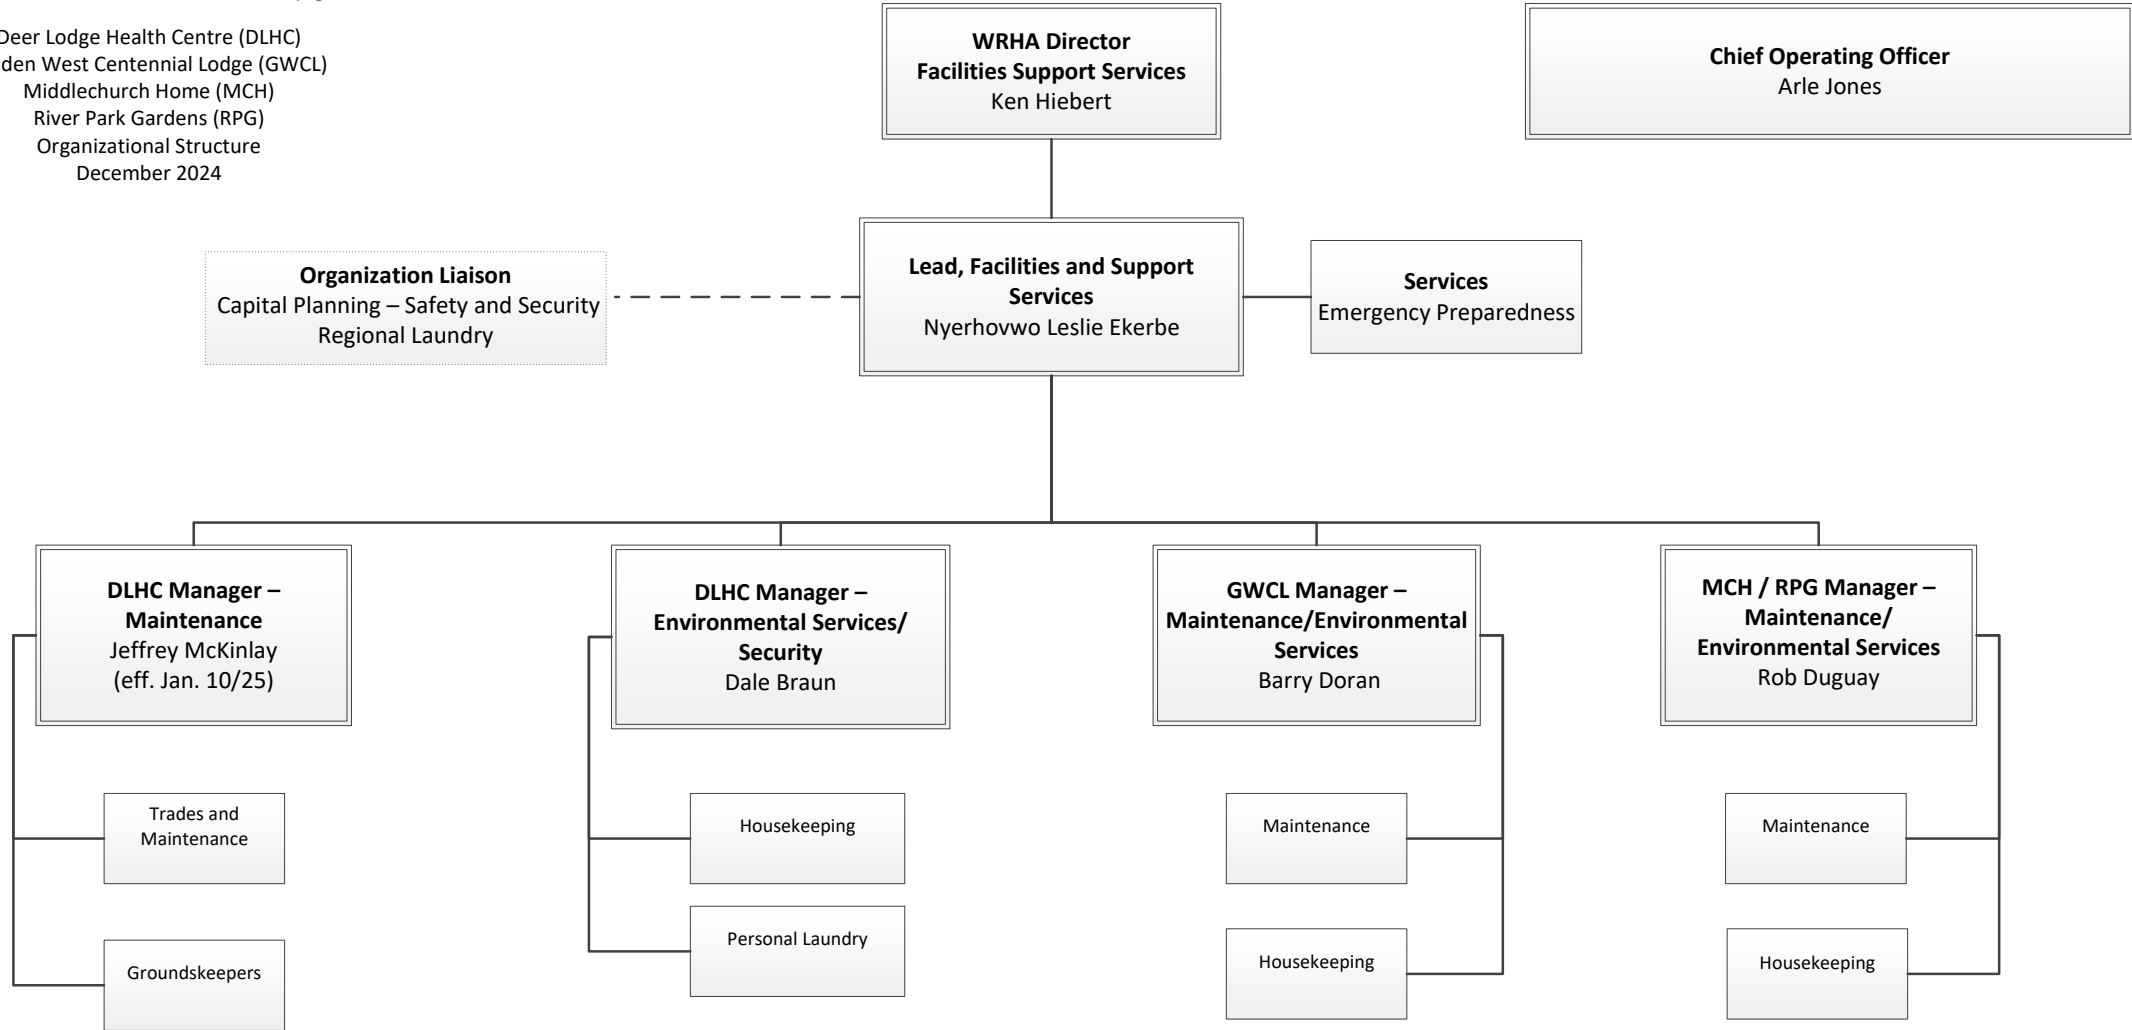 Deer Lodge Health Centre (DLHC)
den West Centennial Lodge (GWCL)
Middlechurch Home (MCH)
River Park Gardens (RPG)
Organizational Structure
December 2024
WRHA Director
Facilities Support Services
Ken Hiebert
Chief Operating Officer
Arle Jones
Organization Liaison
Capital Planning – Safety and Security
Regional Laundry
Lead, Facilities and Support
Services
Nyerhovwo Leslie Ekerbe
Services
Emergency Preparedness
DLHC Manager –
Maintenance
Jeffrey McKinlay
(eff. Jan. 10/25)
DLHC Manager –
Environmental Services/
Security
Dale Braun
GWCL Manager –
Maintenance/Environmental
Services
Barry Doran
MCH / RPG Manager –
Maintenance/
Environmental Services
Rob Duguay
Trades and
Maintenance
Groundskeepers
Housekeeping
Personal Laundry
Maintenance
Housekeeping
Maintenance
Housekeeping